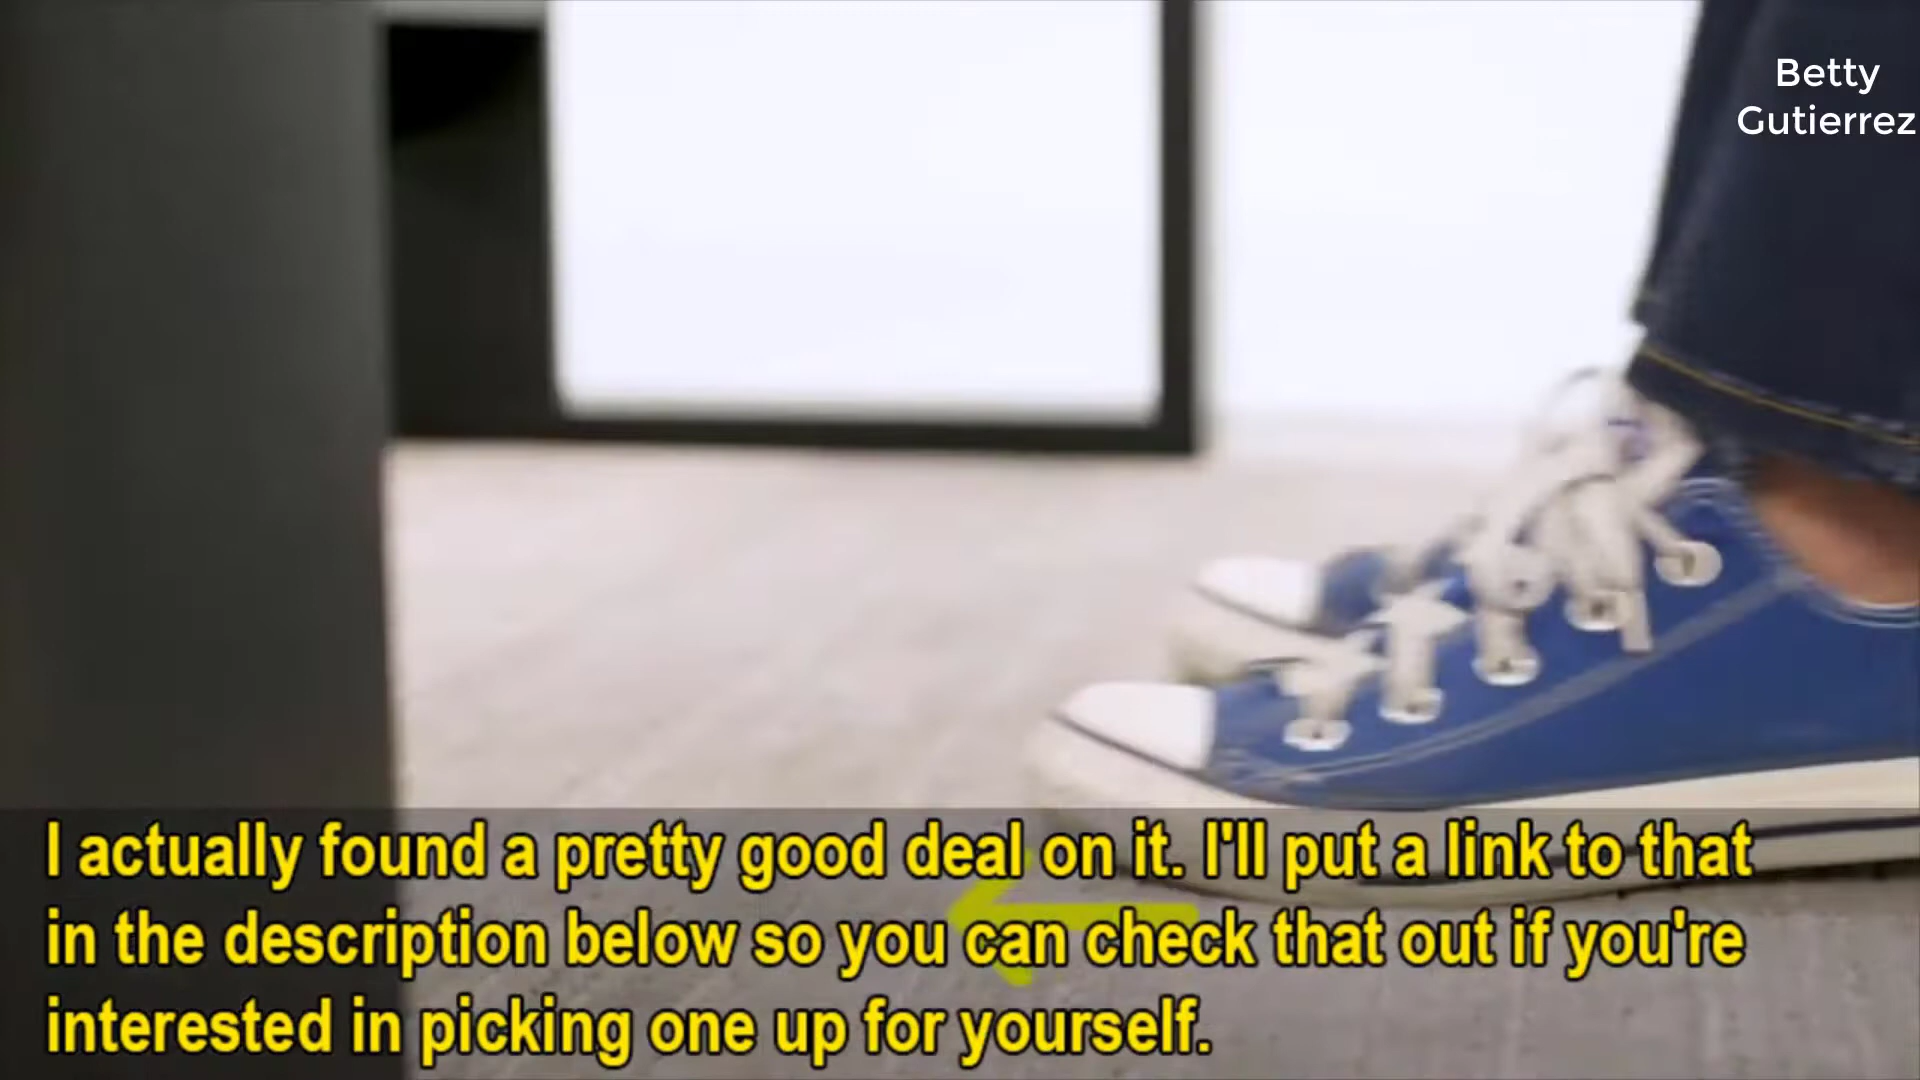 Betty
Gutierrez
I actually found a pretty good deal on it. I'll put a link to that
in the description below so you can check that out if you're
interested in picking one up for yourself.